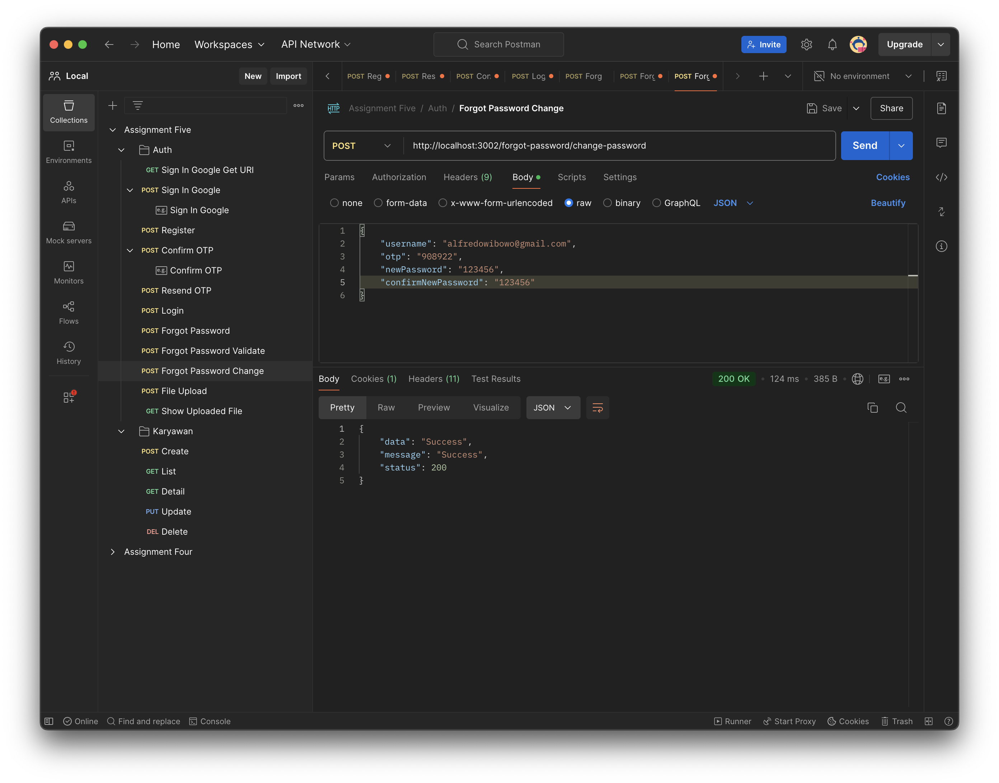 Home Workspaces API Network Search Postman Invite Upgrade
Local New Import
POST Reg POST Res POST Con POST Log POST Forg POST Forg POST Forg No environment
Collections
Environments
APIs
Mock servers
Monitors
Flows
History
Assignment Five
Auth
GET Sign In Google Get URI
POST Sign In Google
e.g. Sign In Google
POST Register
POST Confirm OTP
e.g. Confirm OTP
POST Resend OTP
POST Login
POST Forgot Password
POST Forgot Password Validate
POST Forgot Password Change
POST File Upload
GET Show Uploaded File
Karyawan
POST Create
GET List
GET Detail
PUT Update
DEL Delete
Assignment Four
HTTP Assignment Five / Auth / Forgot Password Change Save Share
POST http://localhost:3002/forgot-password/change-password Send
Params Authorization Headers (9) Body Scripts Settings Cookies
none form-data x-www-form-urlencoded raw binary GraphQL JSON Beautify
1 {
2 "username": "alfredowibowo@gmail.com",
3 "otp": "908922",
4 "newPassword": "123456",
5 "confirmNewPassword": "123456"
6 }
Body Cookies (1) Headers (11) Test Results 200 OK • 124 ms • 385 B • e.g.
Pretty Raw Preview Visualize JSON
1 {
2 "data": "Success",
3 "message": "Success",
4 "status": 200
5 }
Online Find and replace Console Runner Start Proxy Cookies Trash